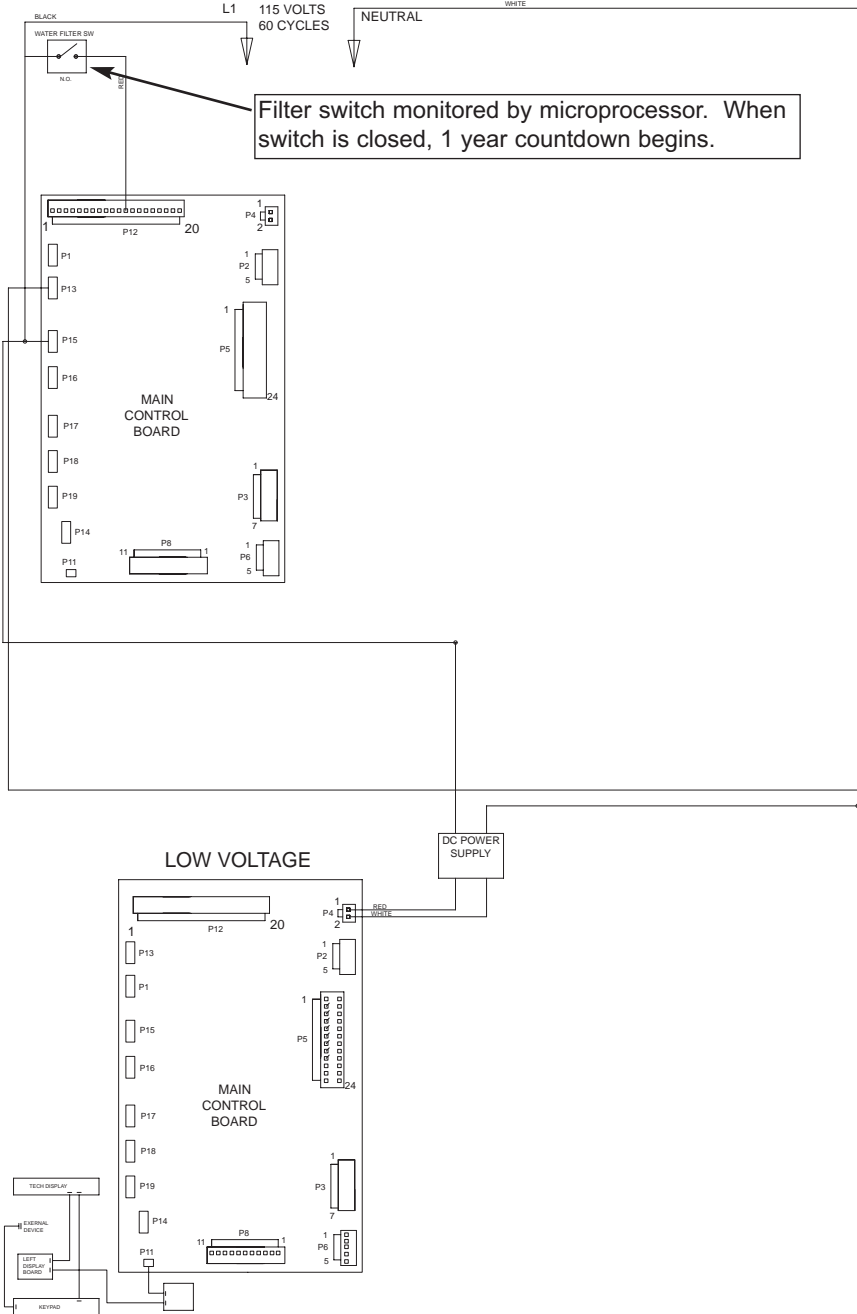 BLACK
L1
115 VOLTS
60 CYCLES
NEUTRAL
WHITE
WATER FILTER SW
N.O.
RED
Filter switch monitored by microprocessor. When
switch is closed, 1 year countdown begins.
1
P12
20
1
P4
2
P1
1
P2
5
P13
1
P5
24
P15
P16
MAIN
CONTROL
BOARD
P17
P18
P19
1
P3
7
P14
P11
11
P8
1
1
P6
5
DC POWER
SUPPLY
LOW VOLTAGE
1
P12
20
1
P4
2
RED
WHITE
P13
1
P2
5
P1
1
P5
24
P15
P16
MAIN
CONTROL
BOARD
P17
P18
P19
1
P3
7
P14
P11
11
P8
1
1
P6
5
TECH DISPLAY
EXERNAL
DEVICE
LEFT
DISPLAY
BOARD
KEYPAD